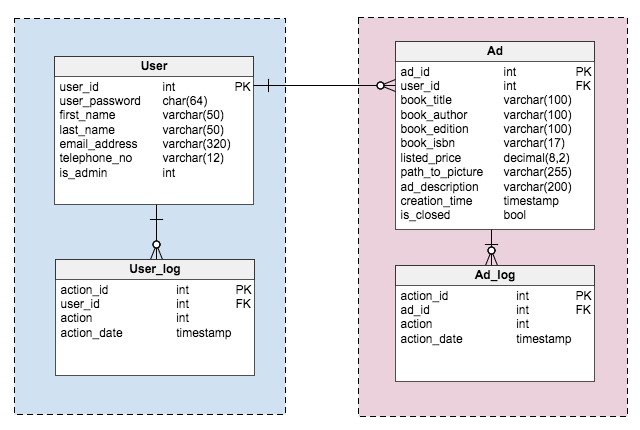 User
user_id int PK
user_password char(64)
first_name varchar(50)
last_name varchar(50)
email_address varchar(320)
telephone_no varchar(12)
is_admin int
User_log
action_id int PK
user_id int FK
action int
action_date timestamp
Ad
ad_id int PK
user_id int FK
book_title varchar(100)
book_author varchar(100)
book_edition varchar(100)
book_isbn varchar(17)
listed_price decimal(8,2)
path_to_picture varchar(255)
ad_description varchar(200)
creation_time timestamp
is_closed bool
Ad_log
action_id int PK
ad_id int FK
action int
action_date timestamp